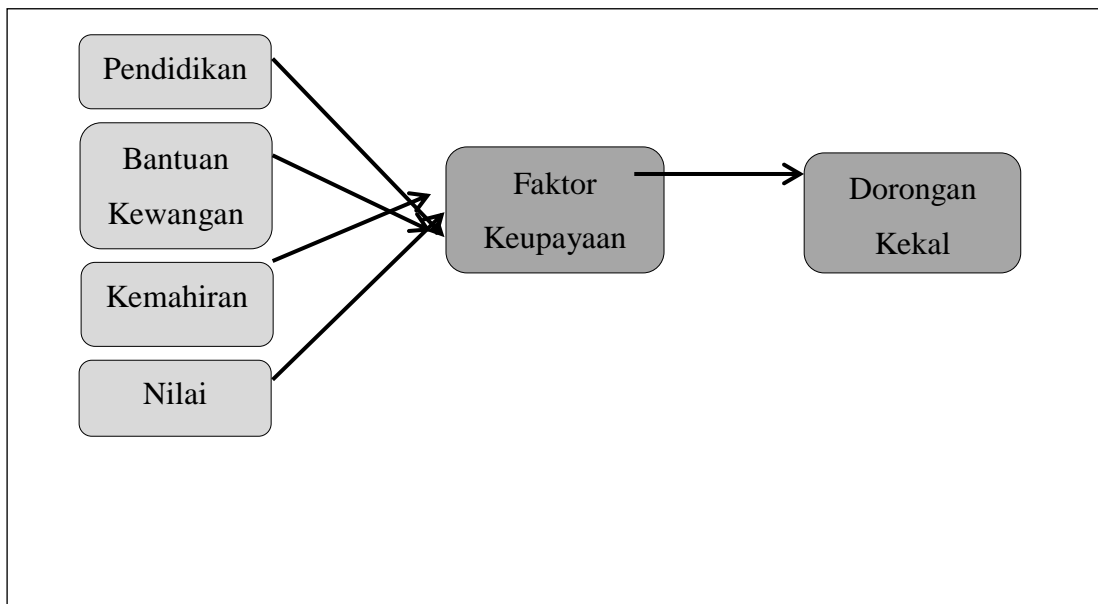 Pendidikan
Bantuan
Kewangan
Kemahiran
Nilai
Faktor
Keupayaan
Dorongan
Kekal